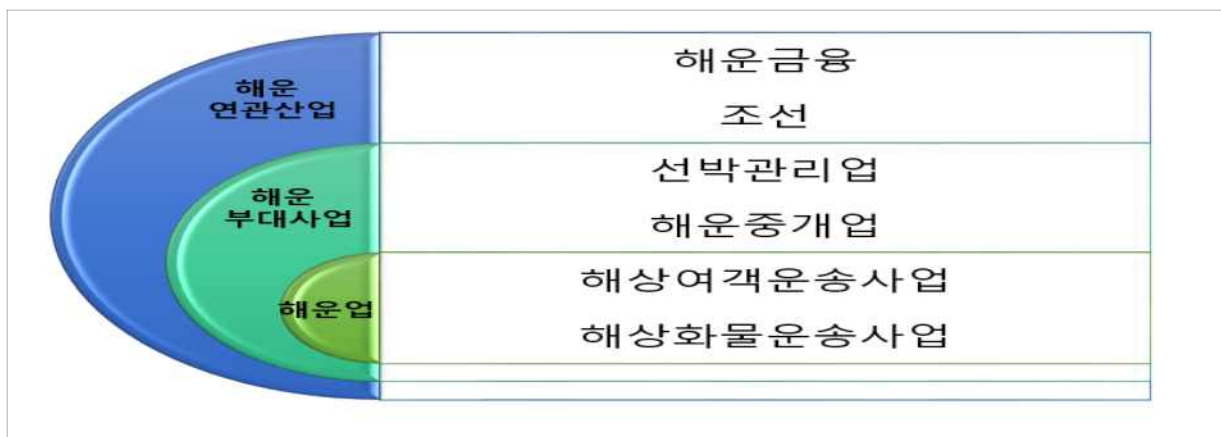 해운
연관산업
해운금융
조선
해운
부대사업
선박관리업
해운중개업
해운업
해상여객운송사업
해상화물운송사업